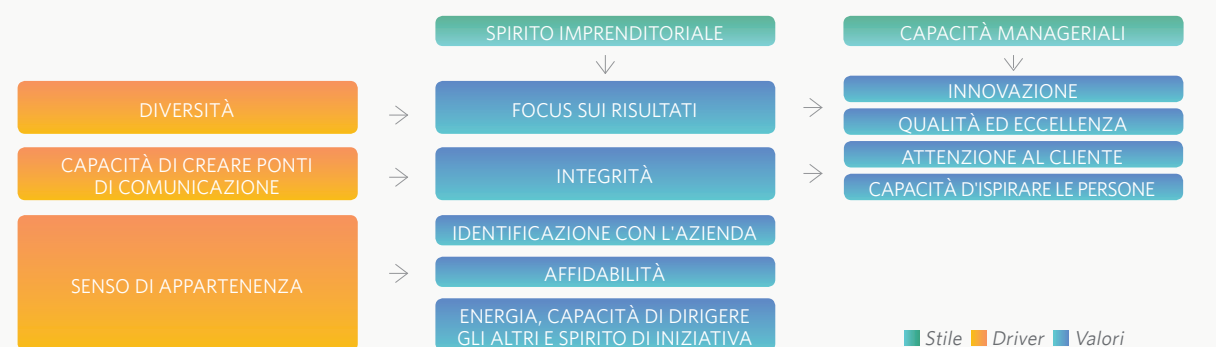 SPIRITO IMPRENDITORIALE
CAPACITÀ MANAGERIALI
DIVERSITÀ
FOCUS SUI RISULTATI
INNOVAZIONE
QUALITÀ ED ECCELLENZA
CAPACITÀ DI CREARE PONTI
DI COMUNICAZIONE
INTEGRITÀ
ATTENZIONE AL CLIENTE
CAPACITÀ D'ISPIRARE LE PERSONE
SENSO DI APPARTENENZA
IDENTIFICAZIONE CON L'AZIENDA
AFFIDABILITÀ
ENERGIA, CAPACITÀ DI DIRIGERE
GLI ALTRI E SPIRITO DI INIZIATIVA
Stile Driver Valori